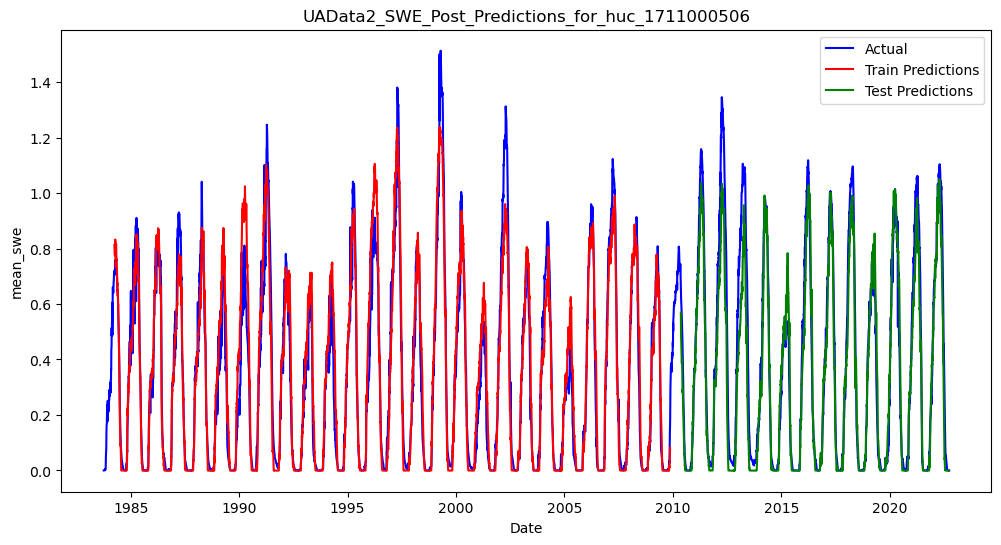 UAData2_SWE_Post_Predictions_for_huc_1711000506
Actual
Train Predictions
Test Predictions
mean_swe
1.4
1.2
1.0
0.8
0.6
0.4
0.2
0.0
1985 1990 1995 2000 2005 2010 2015 2020
Date